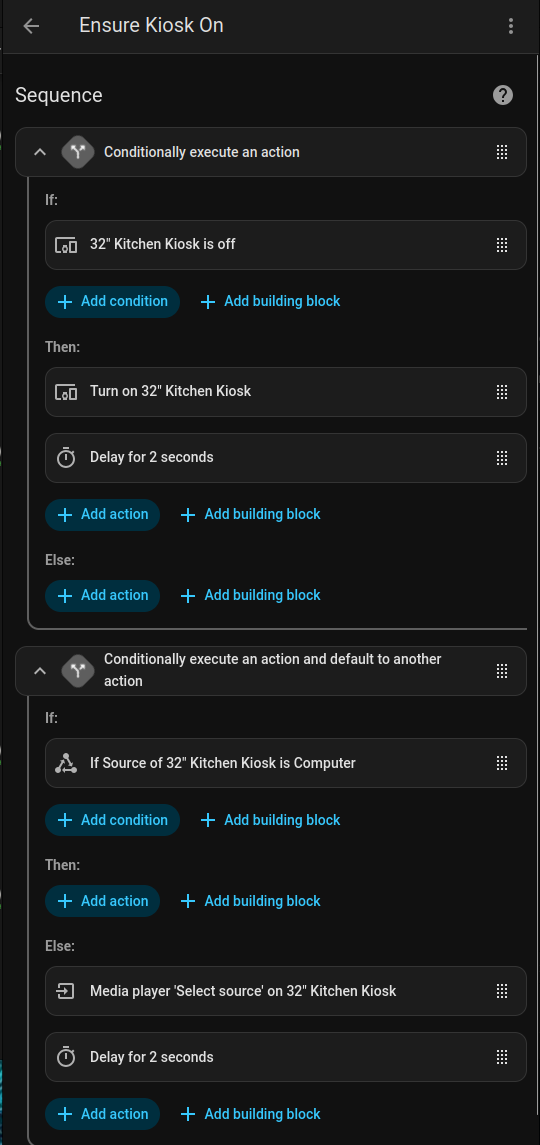 Ensure Kiosk On
Sequence
Conditionally execute an action
If:
32" Kitchen Kiosk is off
Add condition
Add building block
Then:
Turn on 32" Kitchen Kiosk
Delay for 2 seconds
Add action
Add building block
Else:
Add action
Add building block
Conditionally execute an action and default to another
action
If:
If Source of 32" Kitchen Kiosk is Computer
Add condition
Add building block
Then:
Add action
Add building block
Else:
Media player 'Select source' on 32" Kitchen Kiosk
Delay for 2 seconds
Add action
Add building block